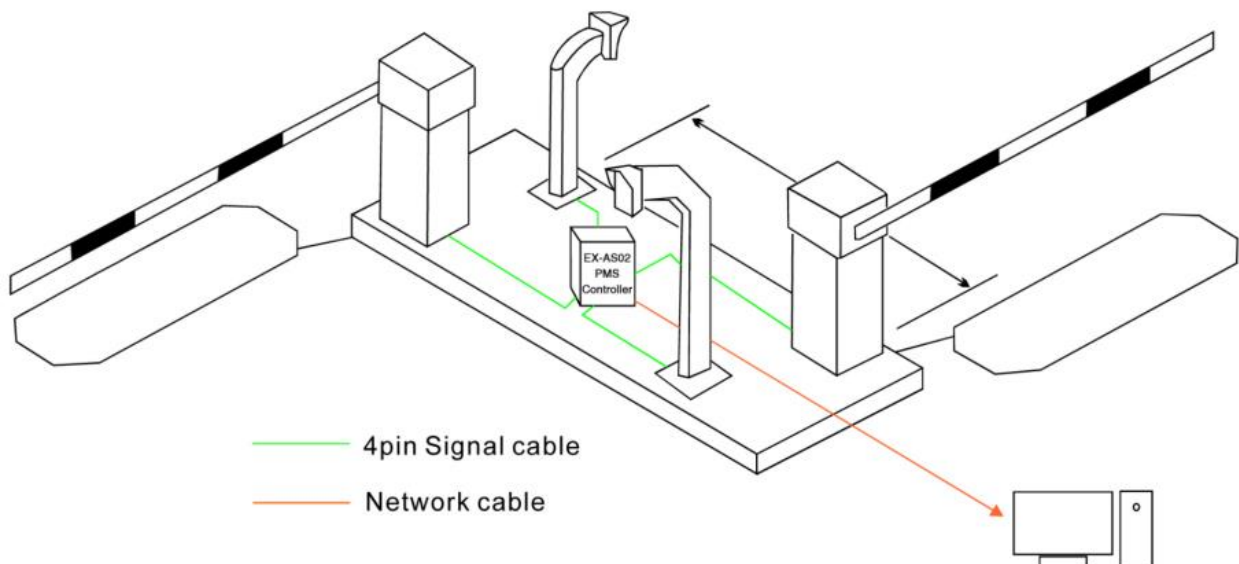 EX-AS02
PMS
Controller
4pin Signal cable
Network cable